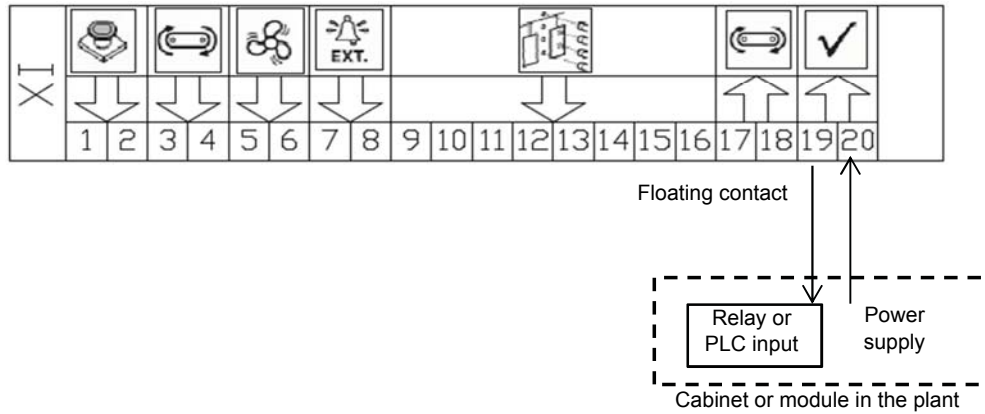 EXT.
XI
1 2 3 4 5 6 7 8 9 10 11 12 13 14 15 16 17 18 19 20
Floating contact
Relay or
PLC input
Power
supply
Cabinet or module in the plant